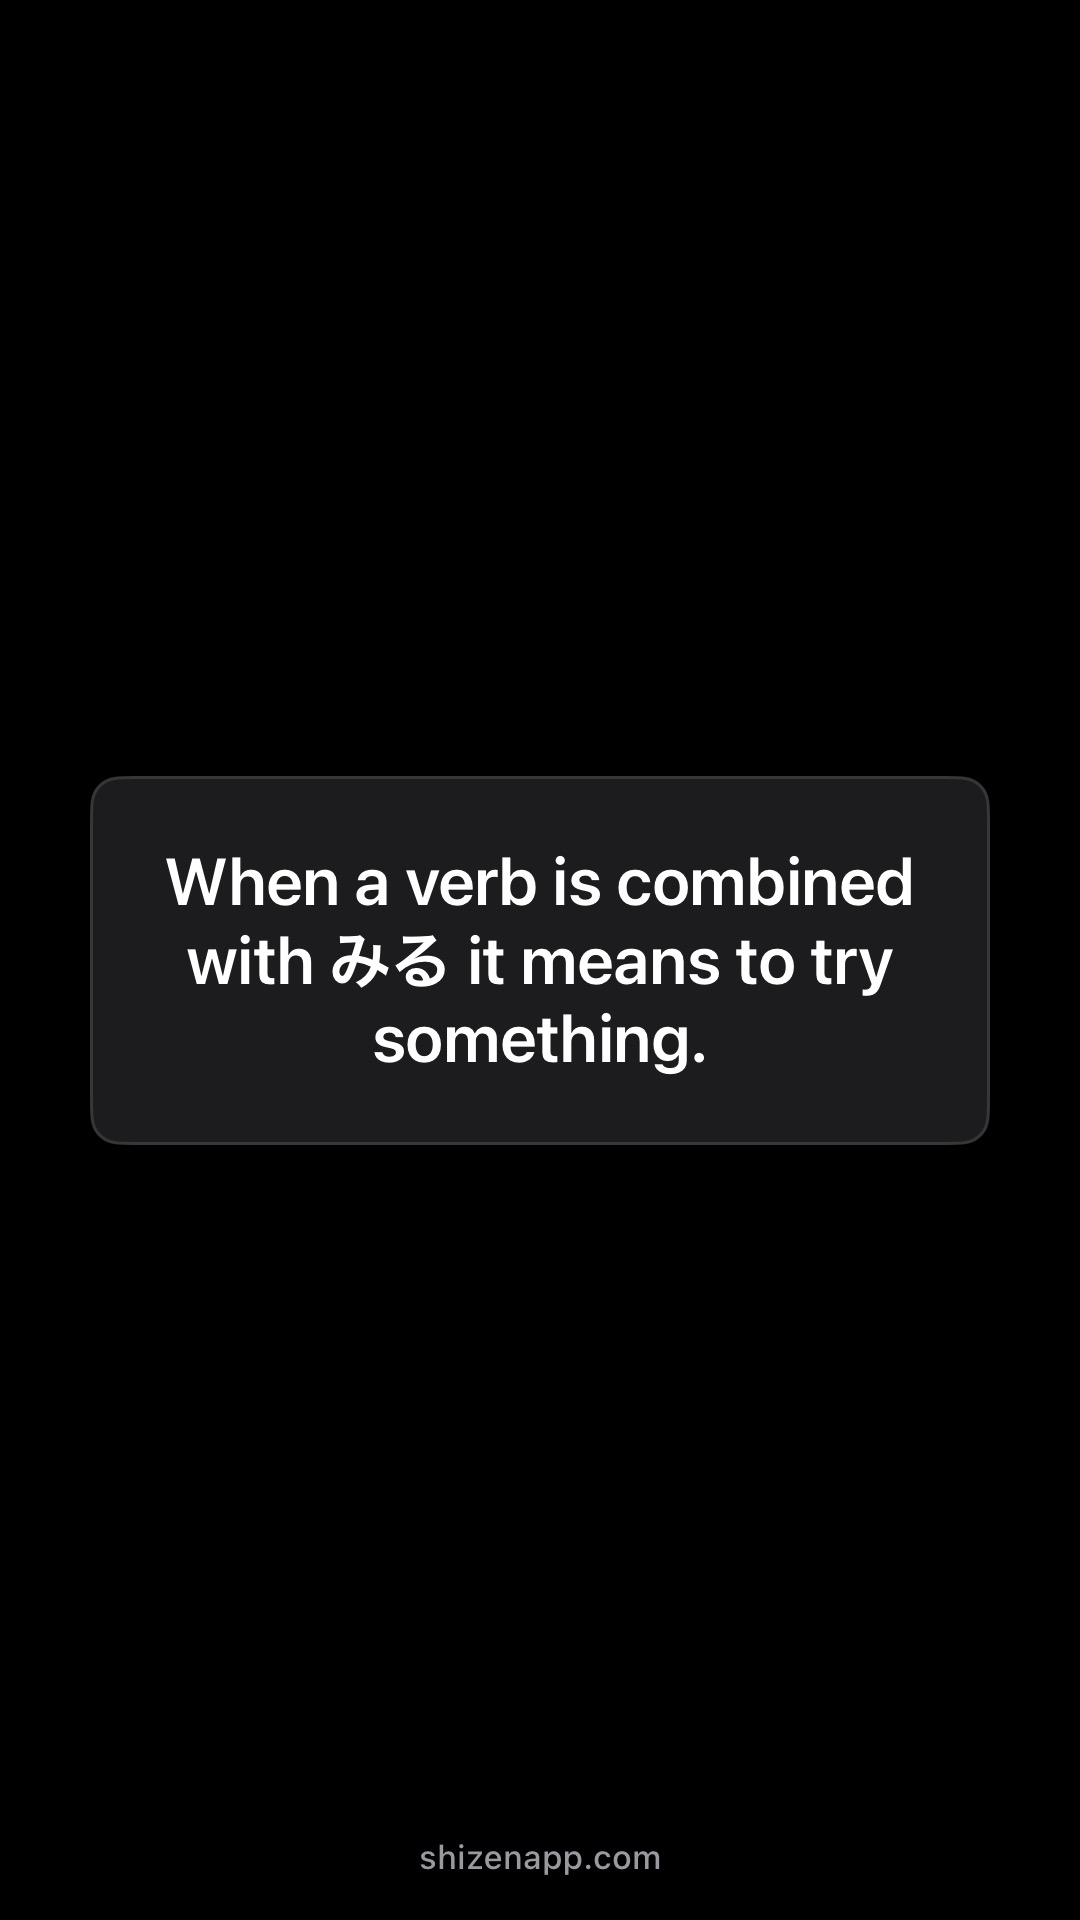 When a verb is combined
with みる it means to try
something.
shizenapp.com